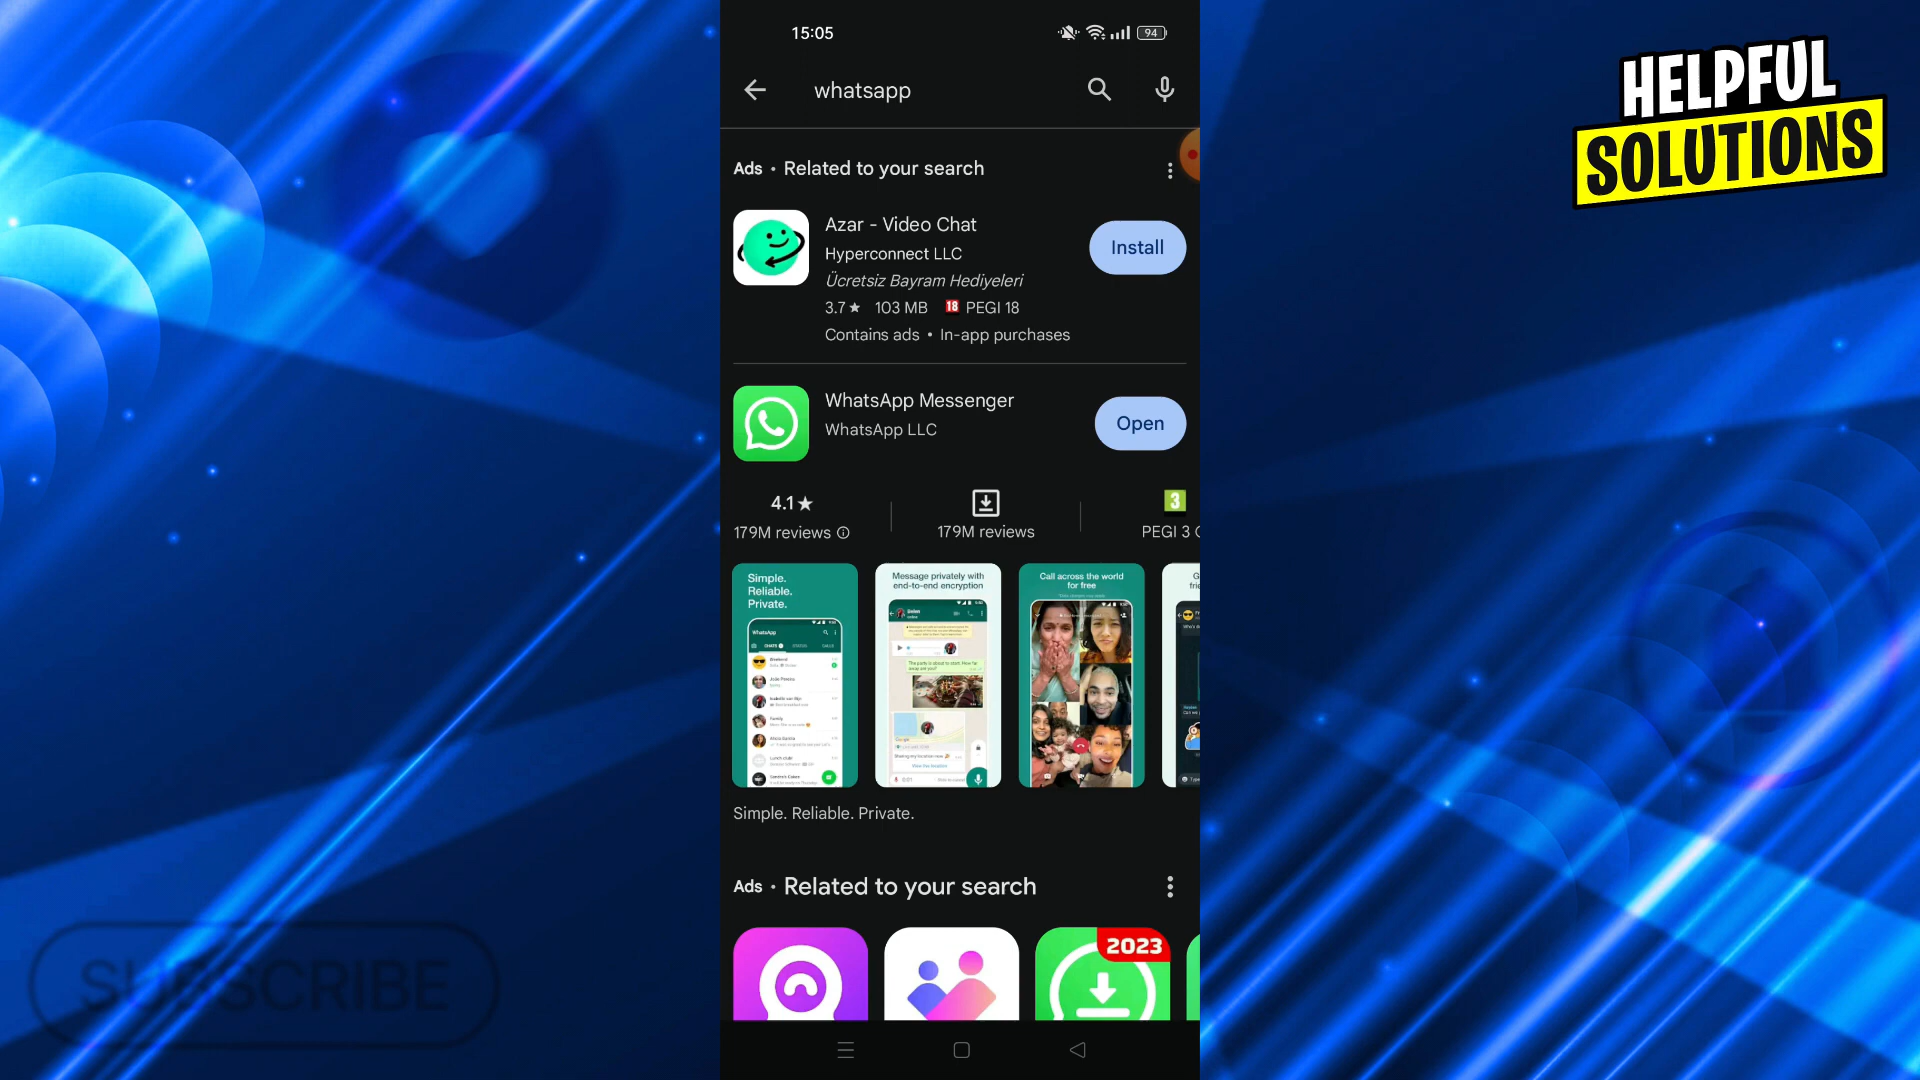 15:05
94
whatsapp
HELPFUL
SOLUTIONS
Ads • Related to your search
Azar - Video Chat
Hyperconnect LLC
Ücretsiz Bayram Hediyeleri
3.7★ 103 MB 18 PEGI 18
Contains ads • In-app purchases
Install
WhatsApp Messenger
WhatsApp LLC
Open
4.1★
179M reviews
179M reviews
3
PEGI 3
Simple.
Reliable.
Private.
WhatsApp
CHATS
Message privately with
end-to-end encryption
Call across the world
for free
Simple. Reliable. Private.
Ads • Related to your search
2023
SUBSCRIBE